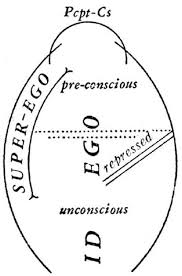 Pcpt-Cs
pre-conscious
SUPER-EGO
EGO
repressed
unconscious
ID